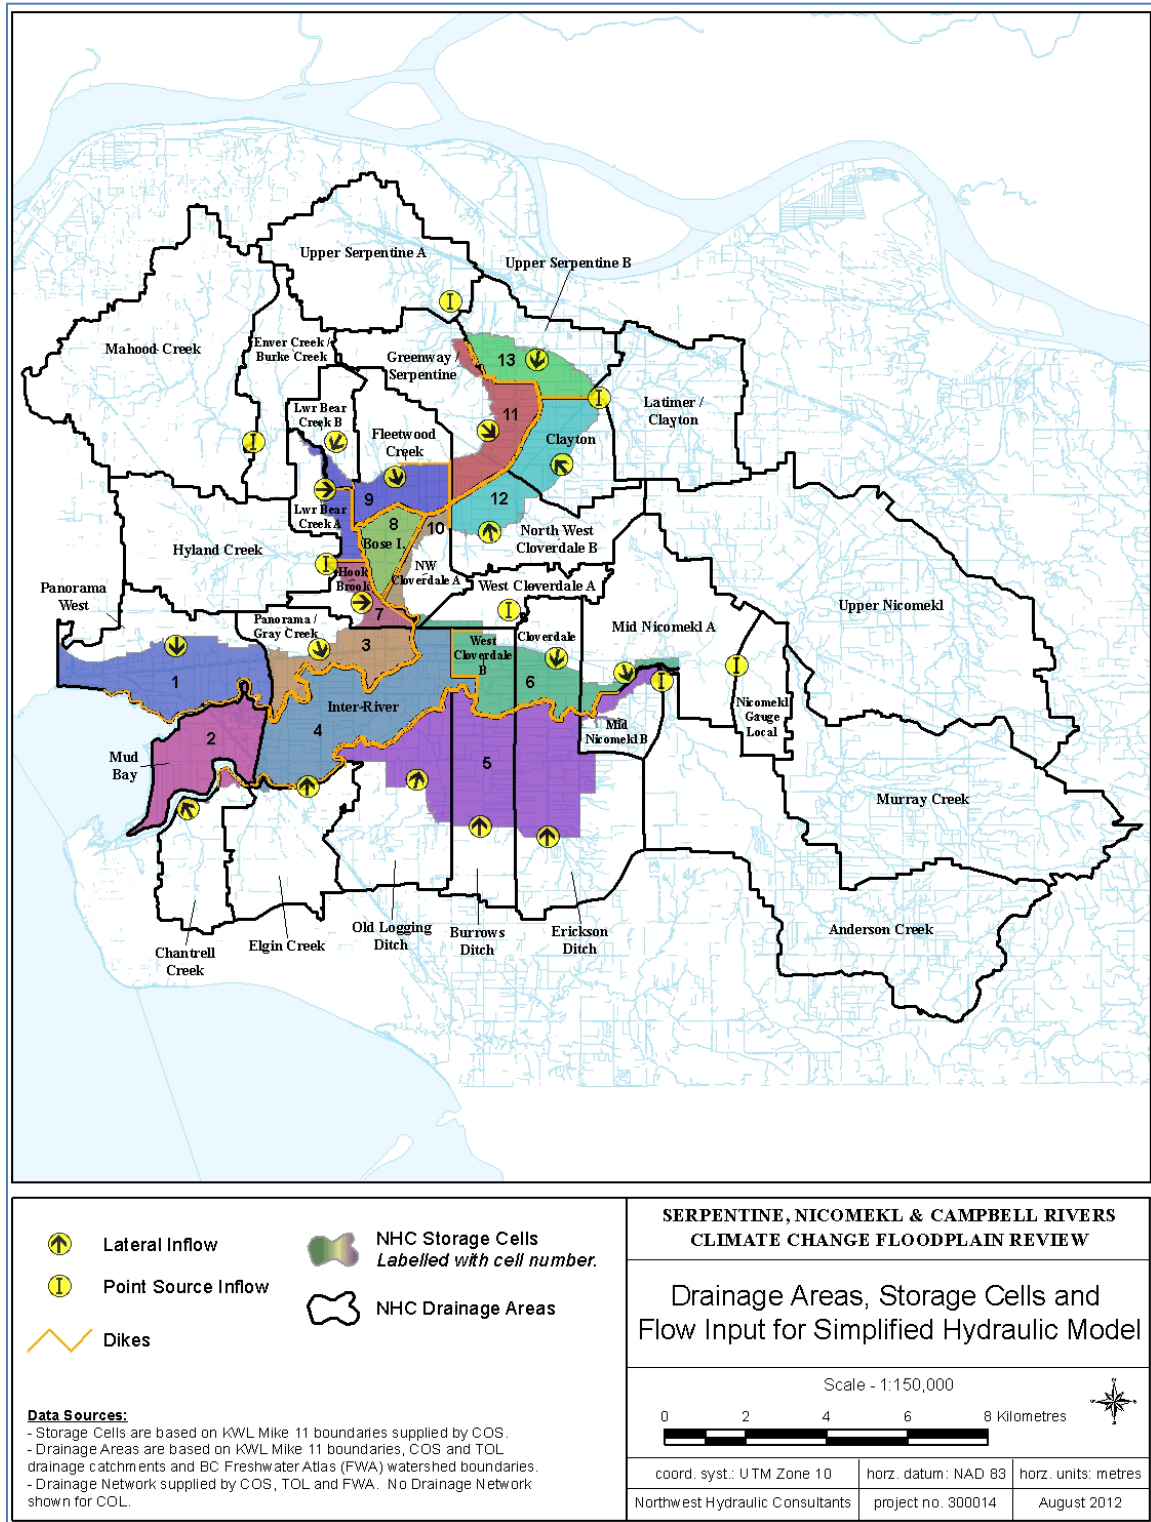 Upper Serpentine A
Upper Serpentine B
I
Mahood Creek
Enver Creek /
Burke Creek
Greenway /
Serpentine
13
I
Latimer /
Clayton
Lwr Bear
Creek B
11
Fleetwood
Creek
Clayton
I
9
12
Lwr Bear
Creek A
8
10
North West
Cloverdale B
Hyland Creek
Bose I.
I
Hook
Brook
NW
Cloverdale A
West Cloverdale A
Panorama
West
7
I
Upper Nicomekl
Panorama /
Gray Creek
Mid Nicomekl A
3
West
Cloverdale
B
Cloverdale
I
1
6
I
Inter-River
Nicomekl
Gauge
Local
2
4
Mid
Nicomekl B
Mud
Bay
5
Murray Creek
Anderson Creek
Chantrell
Creek
Elgin Creek
Old Logging
Ditch
Burrows
Ditch
Erickson
Ditch
Lateral Inflow
I
Point Source Inflow
Dikes
NHC Storage Cells
Labelled with cell number.
NHC Drainage Areas
Data Sources:
- Storage Cells are based on KWL Mike 11 boundaries supplied by COS.
- Drainage Areas are based on KWL Mike 11 boundaries, COS and TOL
drainage catchments and BC Freshwater Atlas (FWA) watershed boundaries.
- Drainage Network supplied by COS, TOL and FWA. No Drainage Network
shown for COL.
SERPENTINE, NICOMEKL & CAMPBELL RIVERS
CLIMATE CHANGE FLOODPLAIN REVIEW
Drainage Areas, Storage Cells and
Flow Input for Simplified Hydraulic Model
Scale - 1:150,000
0 2 4 6 8 Kilometres
coord. syst.: UTM Zone 10
horz. datum: NAD 83
horz. units: metres
Northwest Hydraulic Consultants
project no. 300014
August 2012